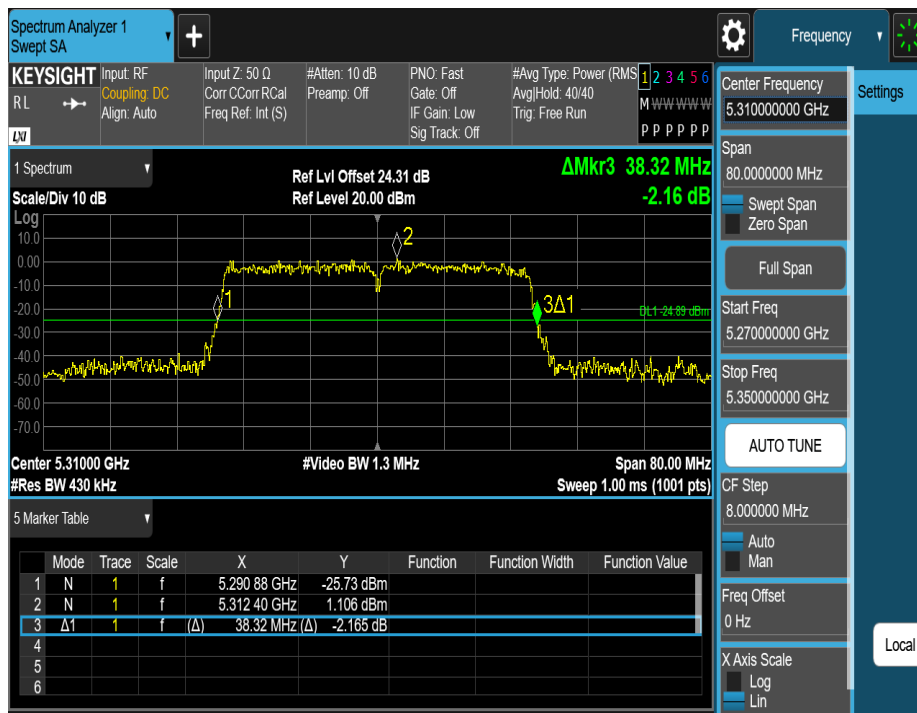 Spectrum Analyzer 1
Swept SA
+
Frequency
KEYSIGHT
RL
LXI
Input: RF
Coupling: DC
Align: Auto
Input Z: 50 Ω
Corr CCorr RCal
Freq Ref: Int (S)
#Atten: 10 dB
Preamp: Off
PNO: Fast
Gate: Off
IF Gain: Low
Sig Track: Off
#Avg Type: Power (RMS
Avg|Hold: 40/40
Trig: Free Run
1 2 3 4 5 6
M W W W W W
P P P P P P
1 Spectrum
Scale/Div 10 dB
Ref Lvl Offset 24.31 dB
Ref Level 20.00 dBm
ΔMkr3 38.32 MHz
-2.16 dB
Log
10.0
0.00
-10.0
-20.0
-30.0
-40.0
-50.0
-60.0
-70.0
1
2
3Δ1
DL1 -24.89 dBm
Center 5.31000 GHz
#Res BW 430 kHz
#Video BW 1.3 MHz
Span 80.00 MHz
Sweep 1.00 ms (1001 pts)
5 Marker Table
Mode Trace Scale X Y Function Function Width Function Value
1 N 1 f 5.290 88 GHz -25.73 dBm
2 N 1 f 5.312 40 GHz 1.106 dBm
3 Δ1 1 f (Δ) 38.32 MHz (Δ) -2.165 dB
4
5
6
Center Frequency
5.310000000 GHz
Settings
Span
80.0000000 MHz
Swept Span
Zero Span
Full Span
Start Freq
5.270000000 GHz
Stop Freq
5.350000000 GHz
AUTO TUNE
CF Step
8.000000 MHz
Auto
Man
Freq Offset
0 Hz
X Axis Scale
Log
Lin
Local